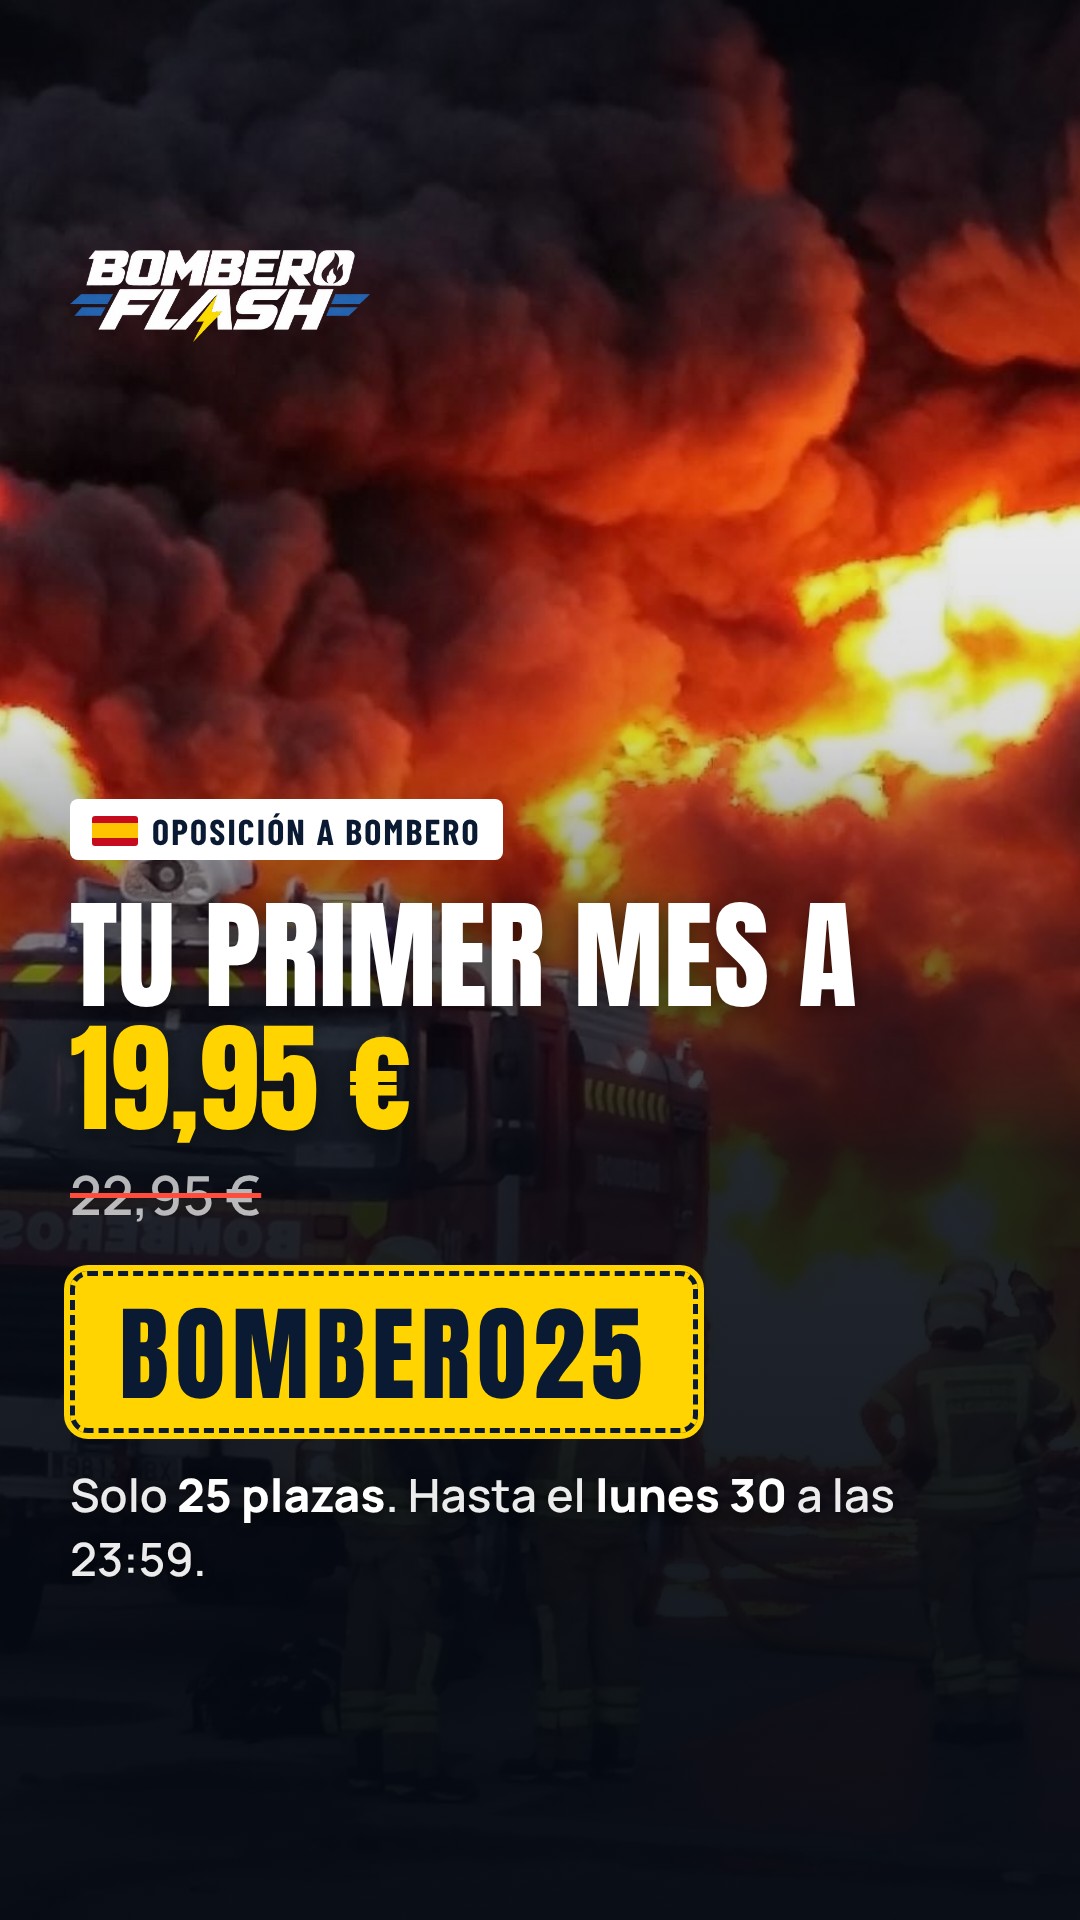 BOMBERO
FLASH
OPOSICIÓN A BOMBERO
TU PRIMER MES A
19,95 €
22,95 €
BOMBEROS
BOMBERO25
Solo 25 plazas. Hasta el lunes 30 a las
23:59.